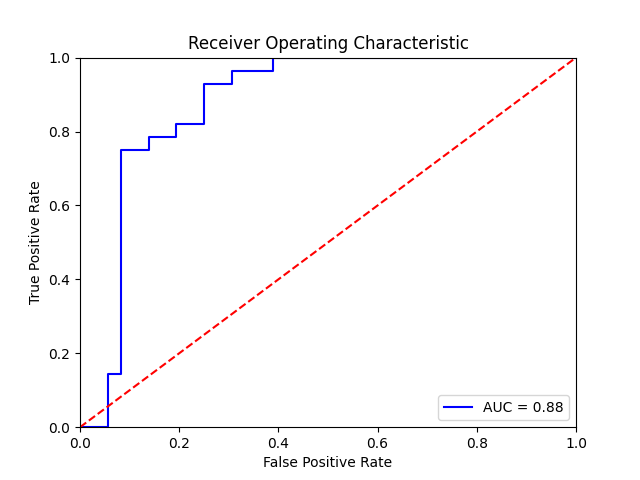 Receiver Operating Characteristic
1.0
0.8
0.6
0.4
0.2
0.0
True Positive Rate
AUC = 0.88
0.0 0.2 0.4 0.6 0.8 1.0
False Positive Rate